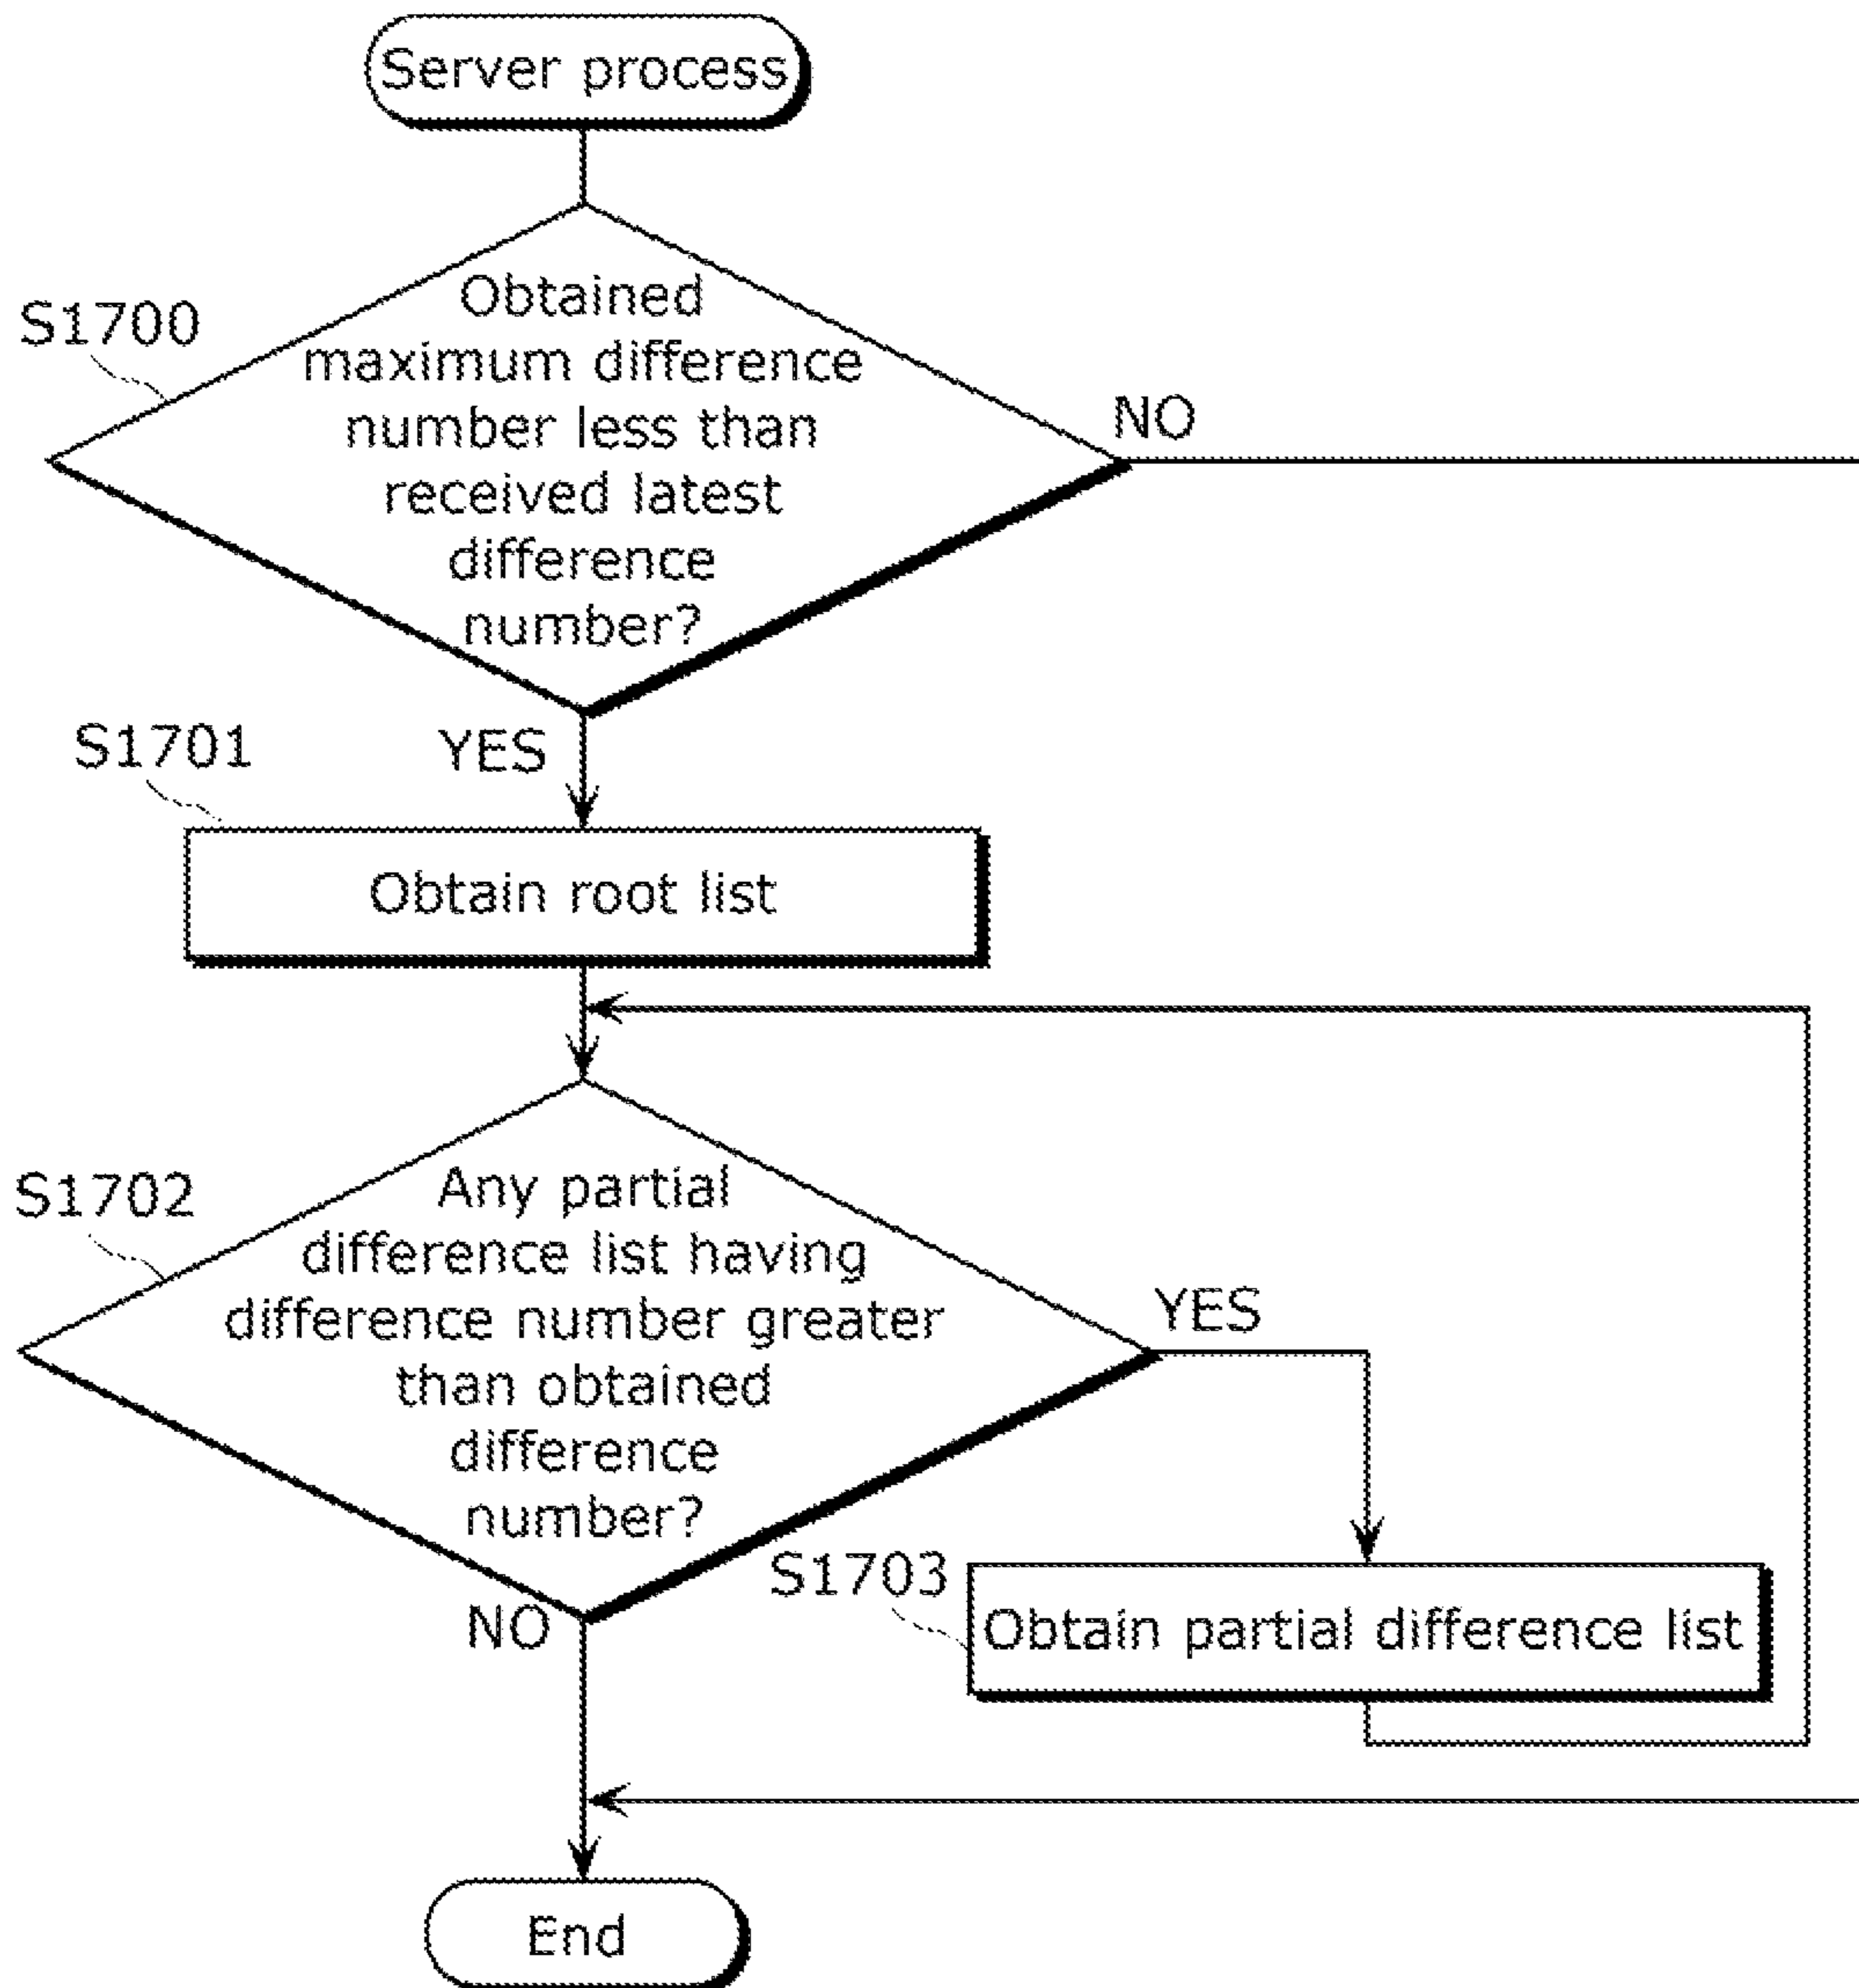 Server process
S1700
Obtained
maximum difference
number less than
received latest
difference
number?
NO
YES
S1701
Obtain root list
S1702
Any partial
difference list having
difference number greater
than obtained
difference
number?
YES
NO
S1703
Obtain partial difference list
End